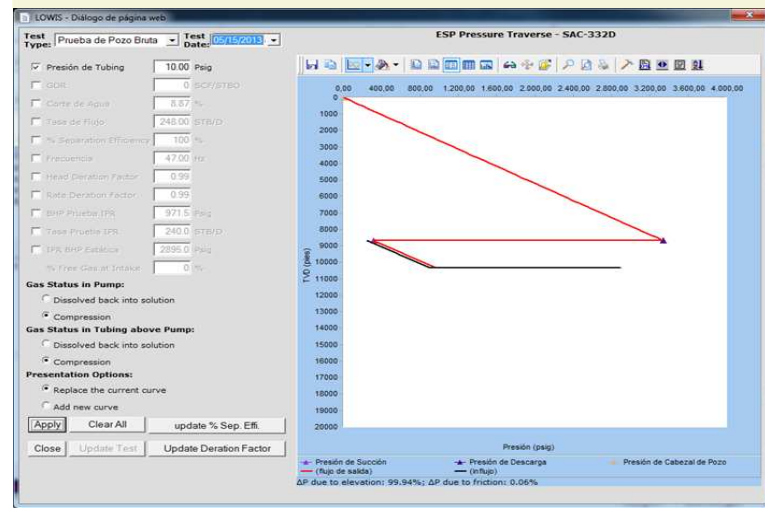 LOWIS - Diálogo de página web
Test Type: Prueba de Pozo Bruta Test Date: 05/15/2013
ESP Pressure Traverse - SAC-332D
Presión de Tubing 10.00 Psig
GOR 0 SCF/STBO
Corte de Agua 8.87 %
Tasa de Flujo 248.00 STB/D
% Separation Efficiency 100 %
Frecuencia 47.00 Hz
Head Deration Factor 0.99
Rate Deration Factor 0.99
BHP Prueba IPR 971.5 Psig
Tasa Prueba IPR 240.0 STB/D
IPR BHP Estática 2895.0 Psig
% Free Gas at Intake 0 %
Gas Status in Pump:
Dissolved back into solution
Compression
Gas Status in Tubing above Pump:
Dissolved back into solution
Compression
Presentation Options:
Replace the current curve
Add new curve
Apply Clear All update % Sep. Effi.
Close Update Test Update Deration Factor
0,00 400,00 800,00 1.200,00 1.600,00 2.000,00 2.400,00 2.800,00 3.200,00 3.600,00 4.000,00
0
1000
2000
3000
4000
5000
6000
7000
8000
9000
10000
11000
12000
13000
14000
15000
16000
17000
18000
19000
20000
TVD (pies)
Presión (psig)
Presión de Succión Presión de Descarga Presión de Cabezal de Pozo
(flujo de salida) (influjo)
ΔP due to elevation: 99.94%; ΔP due to friction: 0.06%